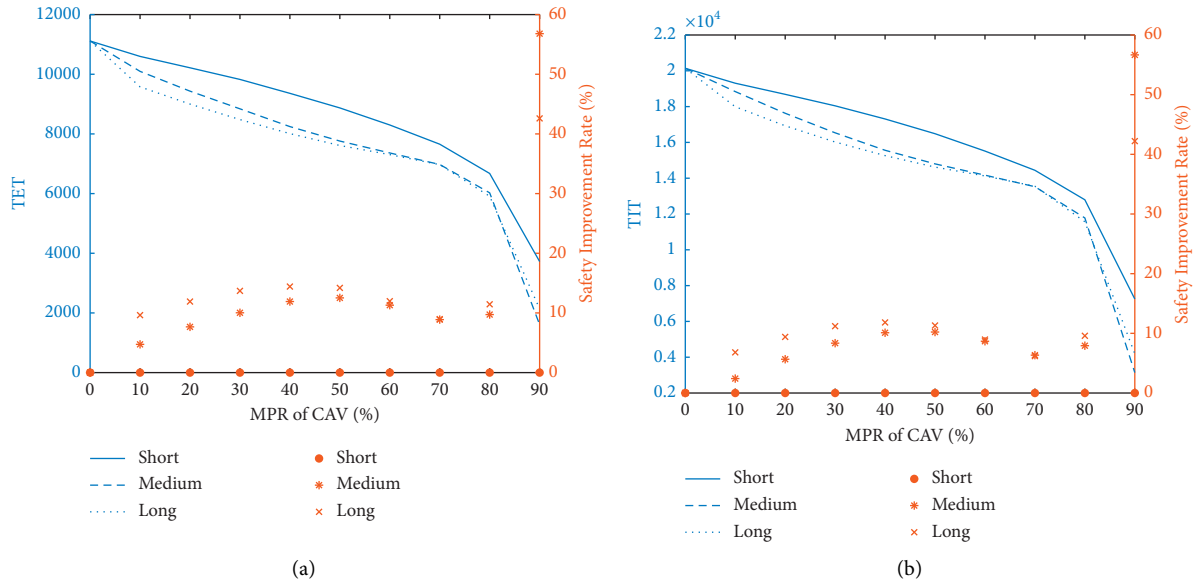 12000
10000
8000
6000
4000
2000
0
TET
60
50
40
30
20
10
0
Safety Improvement Rate (%)
0 10 20 30 40 50 60 70 80 90
MPR of CAV (%)
Short
Medium
Long
Short
Medium
Long
(a)
×10⁴
2.2
2
1.8
1.6
1.4
1.2
1
0.8
0.6
0.4
0.2
TIT
60
50
40
30
20
10
0
Safety Improvement Rate (%)
0 10 20 30 40 50 60 70 80 90
MPR of CAV (%)
Short
Medium
Long
Short
Medium
Long
(b)